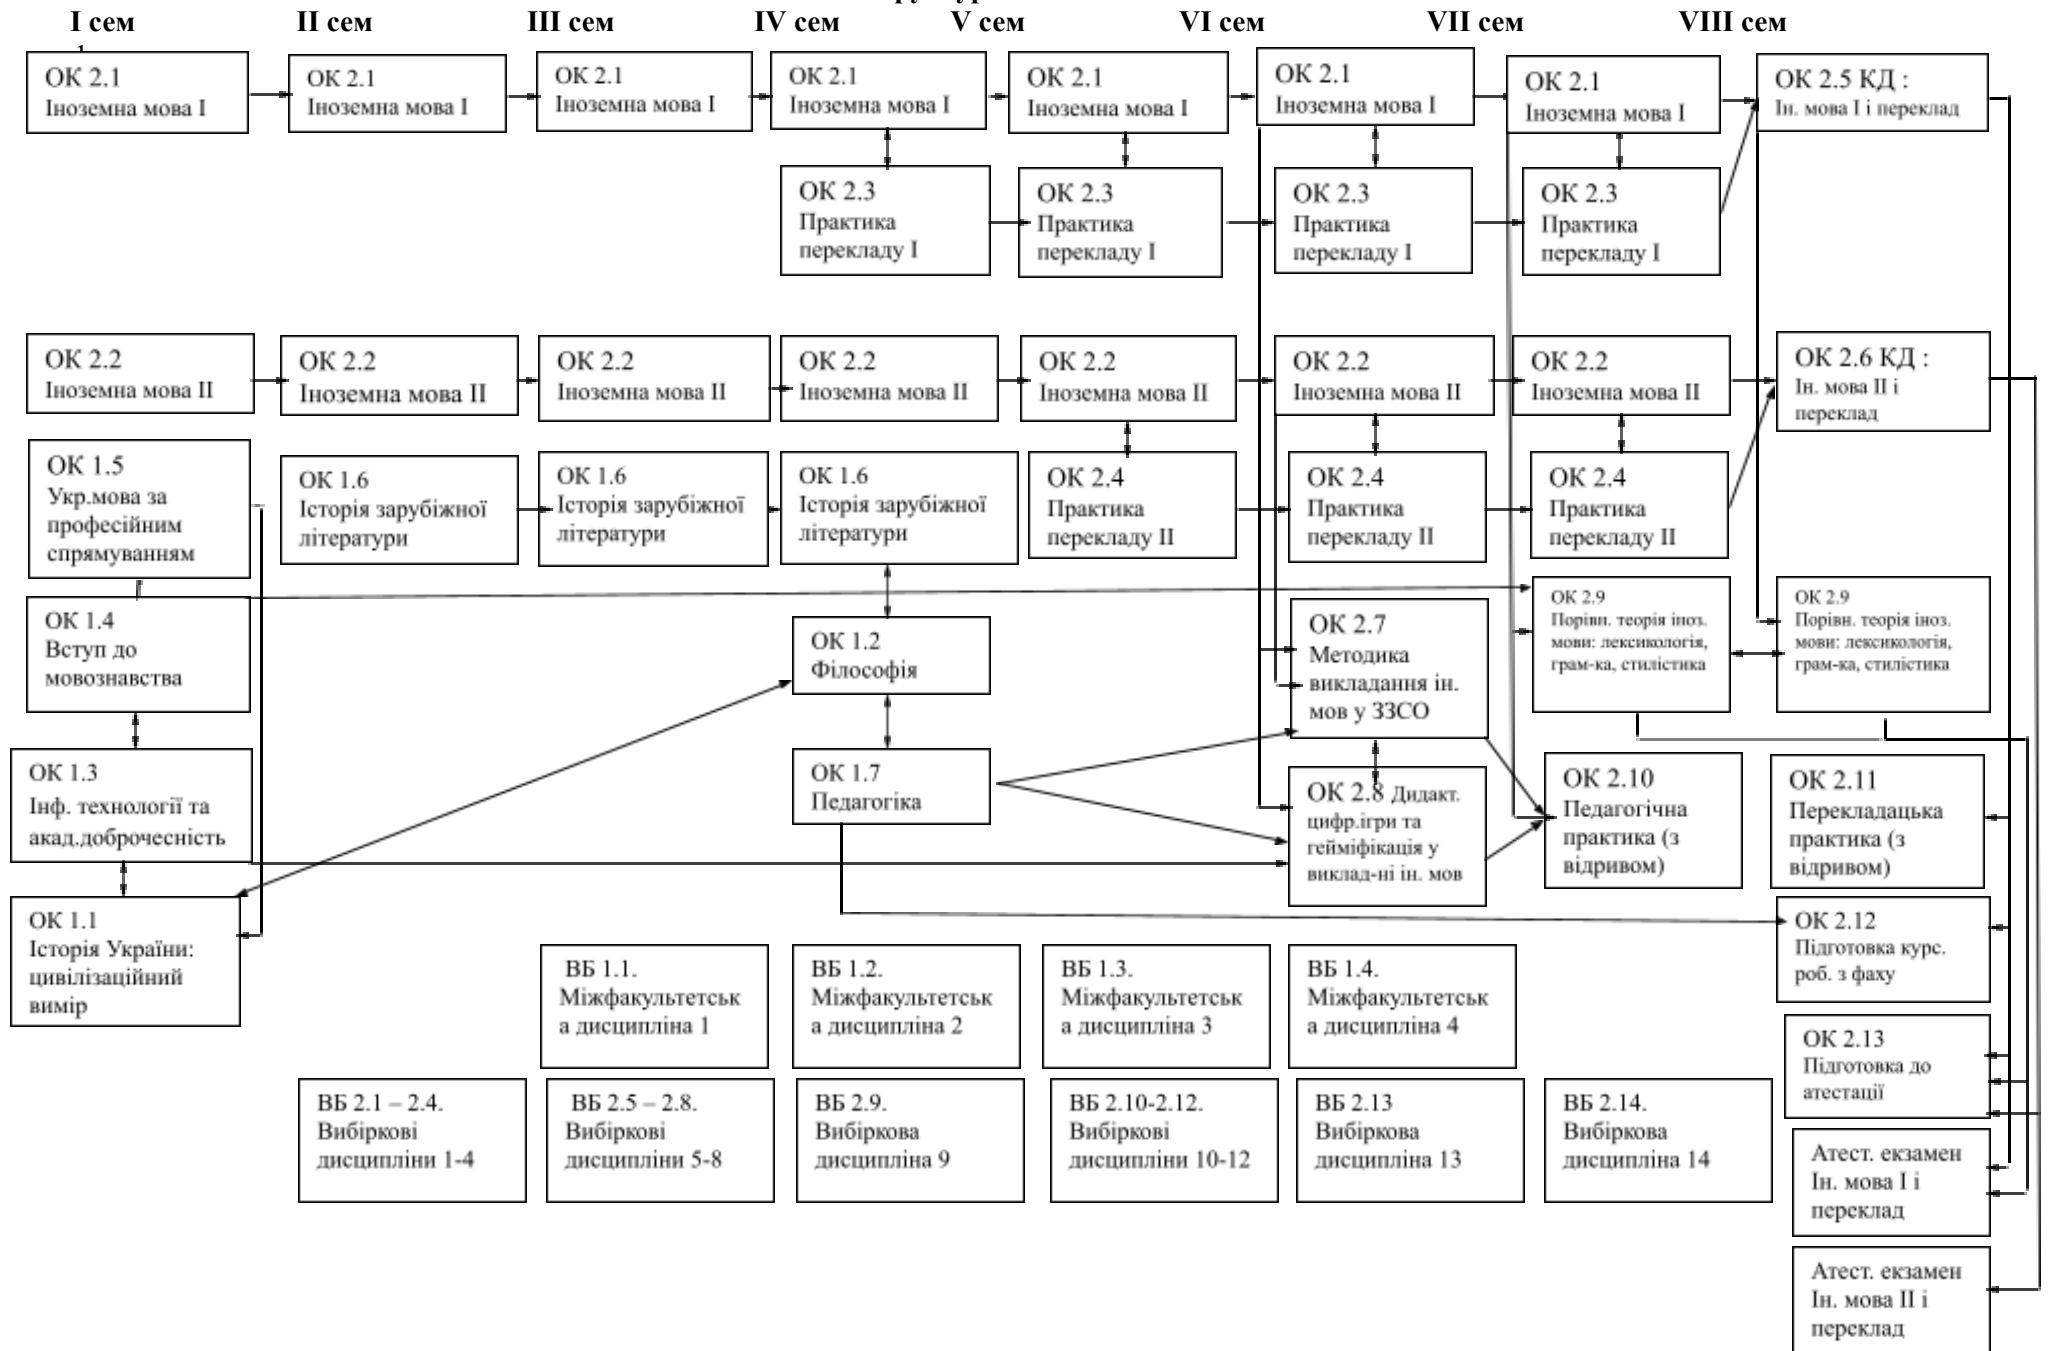 І сем
ІІ сем
ІІІ сем
ІV сем
V сем
VI сем
VII сем
VIII сем
ОК 2.1
Іноземна мова І
ОК 2.1
Іноземна мова І
ОК 2.1
Іноземна мова І
ОК 2.1
Іноземна мова І
ОК 2.1
Іноземна мова І
ОК 2.1
Іноземна мова І
ОК 2.1
Іноземна мова І
ОК 2.5 КД :
Ін. мова І і переклад
ОК 2.3
Практика
перекладу І
ОК 2.3
Практика
перекладу І
ОК 2.3
Практика
перекладу І
ОК 2.3
Практика
перекладу І
ОК 2.2
Іноземна мова ІІ
ОК 2.2
Іноземна мова ІІ
ОК 2.2
Іноземна мова ІІ
ОК 2.2
Іноземна мова ІІ
ОК 2.2
Іноземна мова ІІ
ОК 2.2
Іноземна мова ІІ
ОК 2.2
Іноземна мова ІІ
ОК 2.6 КД :
Ін. мова ІІ і
переклад
ОК 1.5
Укр.мова за
професійним
спрямуванням
ОК 1.6
Історія зарубіжної
літератури
ОК 1.6
Історія зарубіжної
літератури
ОК 1.6
Історія зарубіжної
літератури
ОК 2.4
Практика
перекладу ІІ
ОК 2.4
Практика
перекладу ІІ
ОК 2.4
Практика
перекладу ІІ
ОК 1.4
Вступ до
мовознавства
ОК 1.2
Філософія
ОК 2.7
Методика
викладання ін.
мов у ЗЗСО
ОК 2.9
Порівн. теорія іноз.
мови: лексикологія,
грам-ка, стилістика
ОК 2.9
Порівн. теорія іноз.
мови: лексикологія,
грам-ка, стилістика
ОК 1.3
Інф. технології та
акад.доброчесність
ОК 1.7
Педагогіка
ОК 2.8 Дидакт.
цифр.ігри та
гейміфікація у
виклад-ні ін. мов
ОК 2.10
Педагогічна
практика (з
відривом)
ОК 2.11
Перекладацька
практика (з
відривом)
ОК 1.1
Історія України:
цивілізаційний
вимір
ОК 2.12
Підготовка курс.
роб. з фаху
ВБ 1.1.
Міжфакультетськ
а дисципліна 1
ВБ 1.2.
Міжфакультетськ
а дисципліна 2
ВБ 1.3.
Міжфакультетськ
а дисципліна 3
ВБ 1.4.
Міжфакультетськ
а дисципліна 4
ОК 2.13
Підготовка до
атестації
ВБ 2.1 – 2.4.
Вибіркові
дисципліни 1-4
ВБ 2.5 – 2.8.
Вибіркові
дисципліни 5-8
ВБ 2.9.
Вибіркова
дисципліна 9
ВБ 2.10-2.12.
Вибіркові
дисципліни 10-12
ВБ 2.13
Вибіркова
дисципліна 13
ВБ 2.14.
Вибіркова
дисципліна 14
Атест. екзамен
Ін. мова І і
переклад
Атест. екзамен
Ін. мова ІІ і
переклад